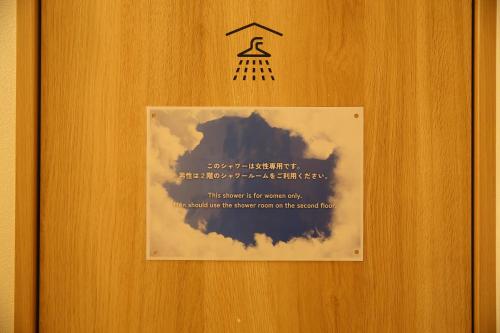 このシャワーは女性専用です。
男性は２階のシャワールームをご利用ください。
This shower is for women only.
Men should use the shower room on the second floor.